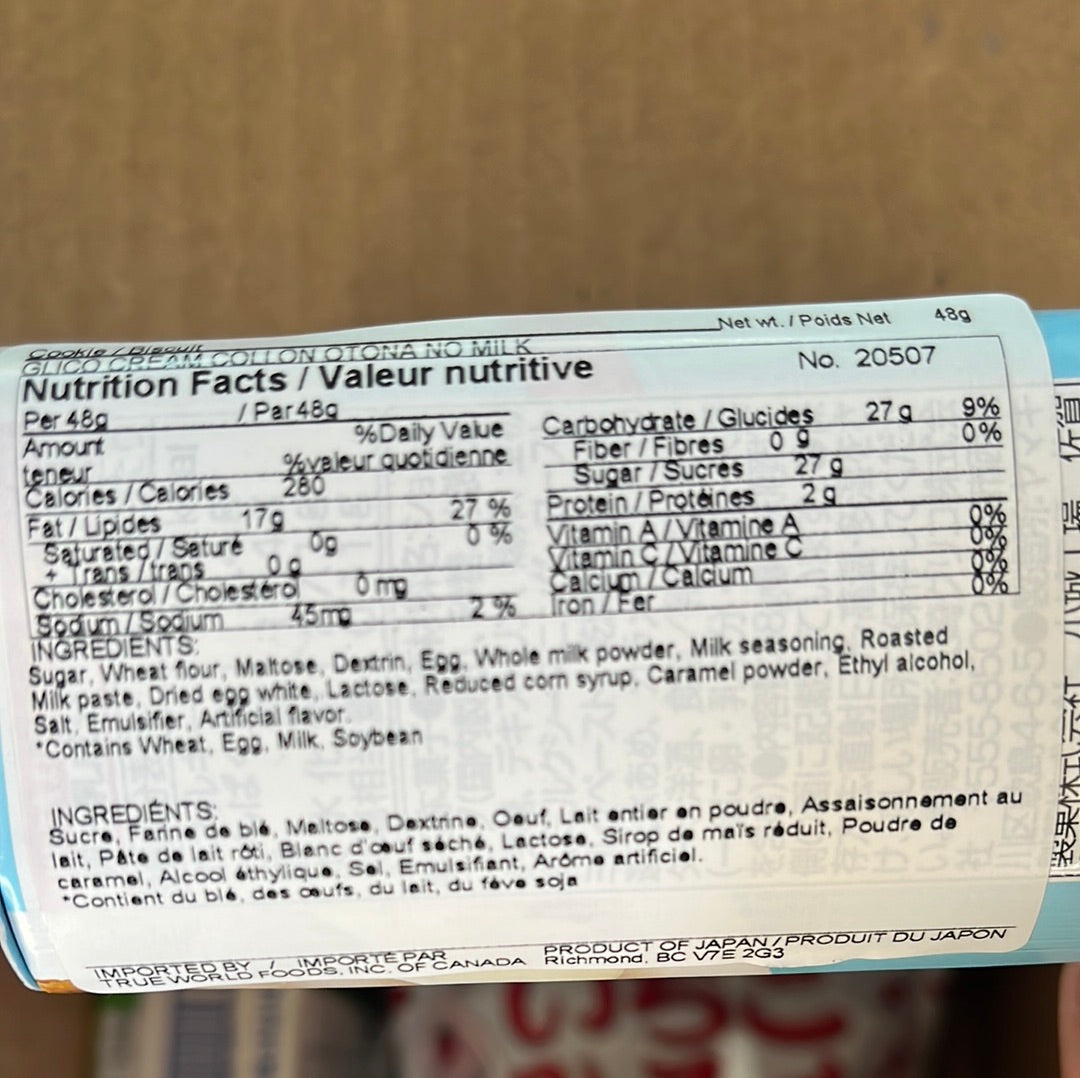 Net wt. / Poids Net 48g
Cookie / Biscuit
GLICO CREAM COLLON OTONA NO MILK
No. 20507
Nutrition Facts / Valeur nutritive
Per 48g / Par 48g
Amount %Daily Value
teneur %valeur quotidienne
Calories / Calories 280
Fat / Lipides 17g 27 %
Saturated / Saturé 0g 0 %
+ Trans / trans 0g
Cholesterol / Cholestérol 0 mg
Sodium / Sodium 45mg 2 %
Carbohydrate / Glucides 27 g 9%
Fiber / Fibres 0 g 0%
Sugar / Sucres 27 g
Protein / Protéines 2 g
Vitamin A / Vitamine A 0%
Vitamin C / Vitamine C 0%
Calcium / Calcium 0%
Iron / Fer 0%
INGREDIENTS:
Sugar, Wheat flour, Maltose, Dextrin, Egg, Whole milk powder, Milk seasoning, Roasted
Milk paste, Dried egg white, Lactose, Reduced corn syrup, Caramel powder, Ethyl alcohol,
Salt, Emulsifier, Artificial flavor.
*Contains Wheat, Egg, Milk, Soybean
INGREDIÉNTS:
Sucre, Farine de blé, Maltose, Dextrine, Oeuf, Lait entier en poudre, Assaisonnement au
lait, Pâte de lait rôti, Blanc d'oeuf séché, Lactose, Sirop de maïs réduit, Poudre de
caramel, Alcool éthylique, Sel, Emulsifiant, Arôme artificiel.
*Contient du blé, des œufs, du lait, du fève soja
IMPORTED BY / IMPORTE PAR PRODUCT OF JAPAN / PRODUIT DU JAPON
TRUE WORLD FOODS, INC. OF CANADA Richmond, BC V7E 2G3